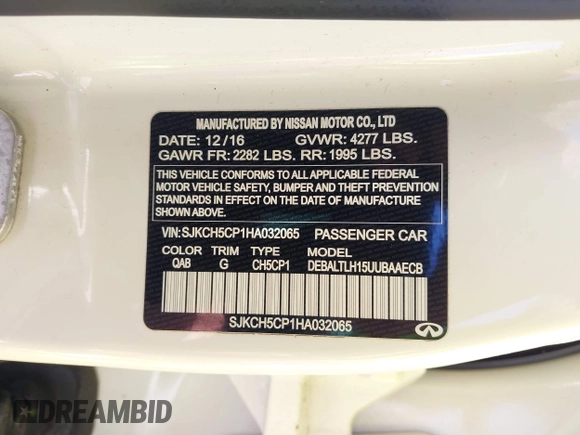 MANUFACTURED BY NISSAN MOTOR CO., LTD
DATE: 12/16 GVWR: 4277 LBS.
GAWR FR: 2282 LBS. RR: 1995 LBS.
THIS VEHICLE CONFORMS TO ALL APPLICABLE FEDERAL
MOTOR VEHICLE SAFETY, BUMPER AND THEFT PREVENTION
STANDARDS IN EFFECT ON THE DATE OF MANUFACTURE
SHOWN ABOVE.
VIN: SJKCH5CP1HA032065 PASSENGER CAR
COLOR TRIM TYPE MODEL
QAB G CH5CP1 DEBALTLH15UUBAAECB
SJKCH5CP1HA032065
DREAMBID